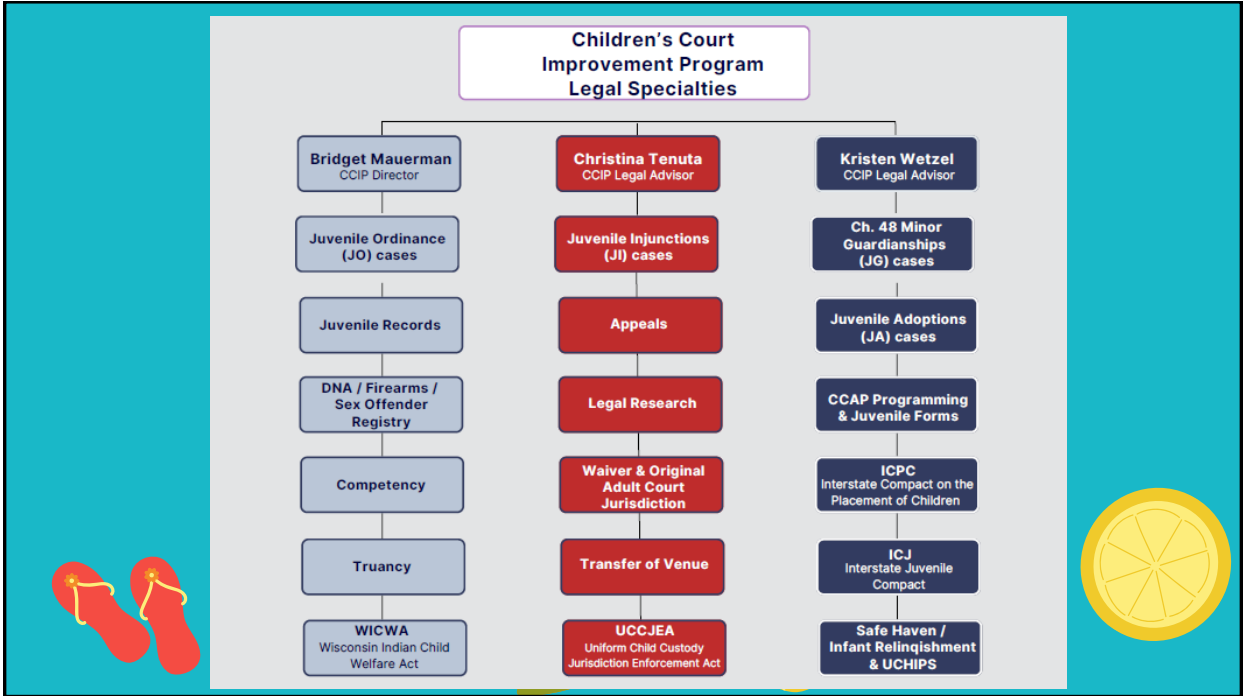 Children's Court
Improvement Program
Legal Specialties
Bridget Mauerman
CCIP Director
Juvenile Ordinance
(JO) cases
Juvenile Records
DNA / Firearms /
Sex Offender
Registry
Competency
Truancy
WICWA
Wisconsin Indian Child
Welfare Act
Christina Tenuta
CCIP Legal Advisor
Juvenile Injunctions
(JI) cases
Appeals
Legal Research
Waiver & Original
Adult Court
Jurisdiction
Transfer of Venue
UCCJEA
Uniform Child Custody
Jurisdiction Enforcement Act
Kristen Wetzel
CCIP Legal Advisor
Ch. 48 Minor
Guardianships
(JG) cases
Juvenile Adoptions
(JA) cases
CCAP Programming
& Juvenile Forms
ICPC
Interstate Compact on the
Placement of Children
ICJ
Interstate Juvenile
Compact
Safe Haven /
Infant Relinqishment
& UCHIPS